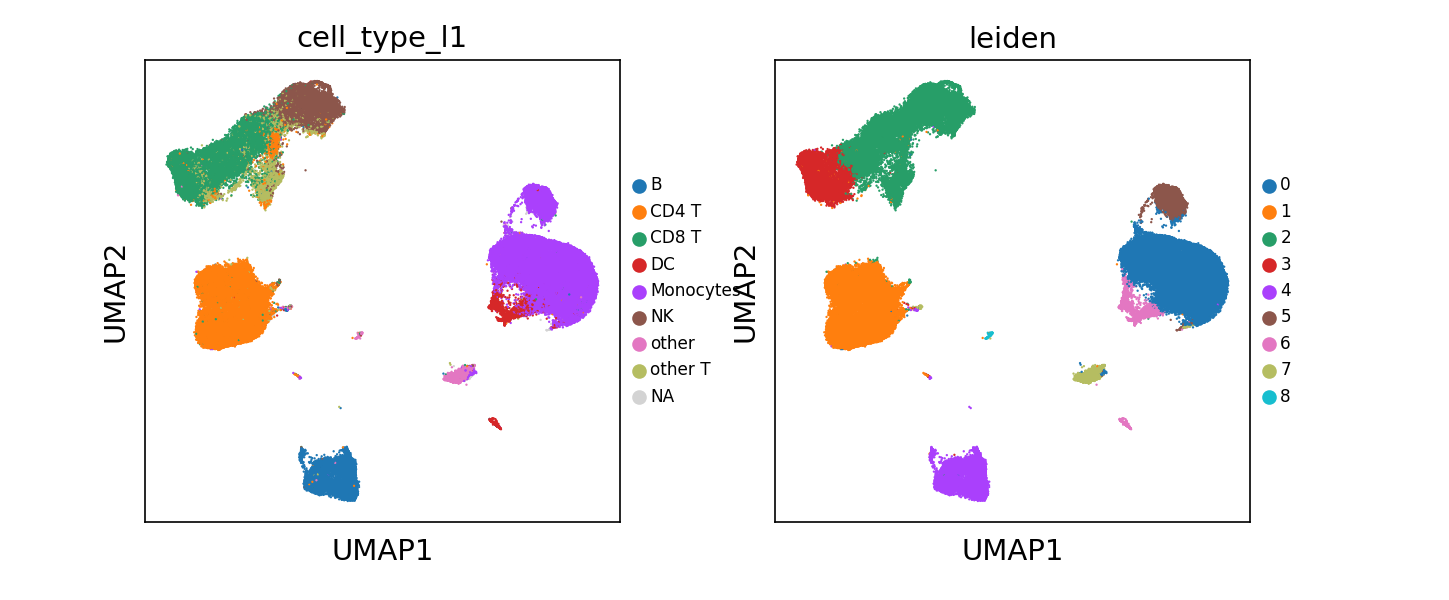 cell_type_l1
UMAP2
UMAP1
B
CD4 T
CD8 T
DC
Monocytes
NK
other
other T
NA
leiden
UMAP2
UMAP1
0
1
2
3
4
5
6
7
8